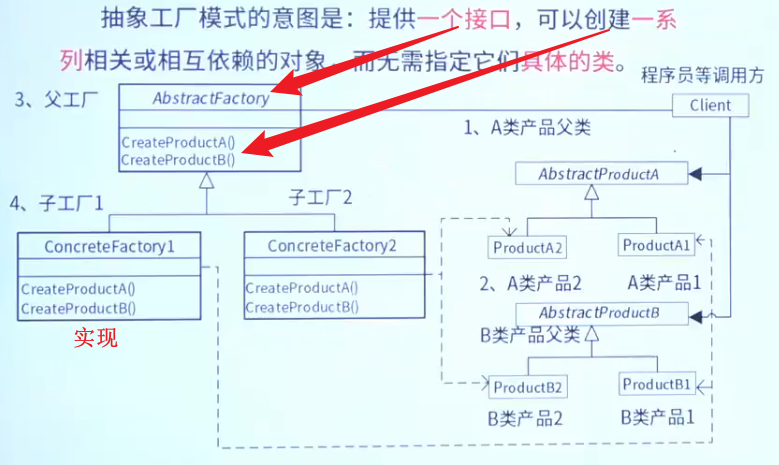 抽象工厂模式的意图是：提供一个接口，可以创建一系
列相关或相互依赖的对象，而无需指定它们具体的类。
程序员等调用方
3、父工厂
AbstractFactory
Client
CreateProductA()
CreateProductB()
1、A类产品父类
AbstractProductA
4、子工厂1
子工厂2
ConcreteFactory1
ConcreteFactory2
ProductA2
ProductA1
CreateProductA()
CreateProductB()
CreateProductA()
CreateProductB()
2、A类产品2
A类产品1
AbstractProductB
实现
B类产品父类
ProductB2
ProductB1
B类产品2
B类产品1